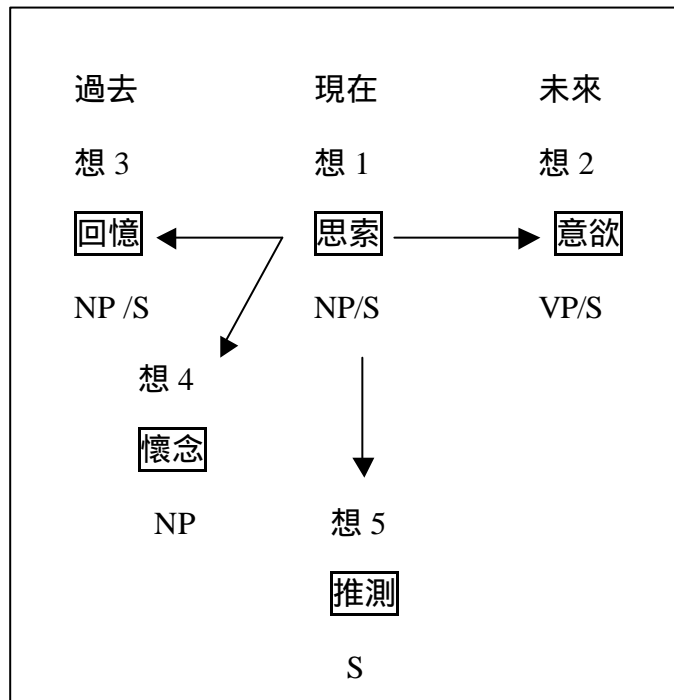 過去 現在 未來
想 3 想 1 想 2
回憶 思索 意欲
NP /S NP/S VP/S
想 4
懷念
NP 想 5
推測
S